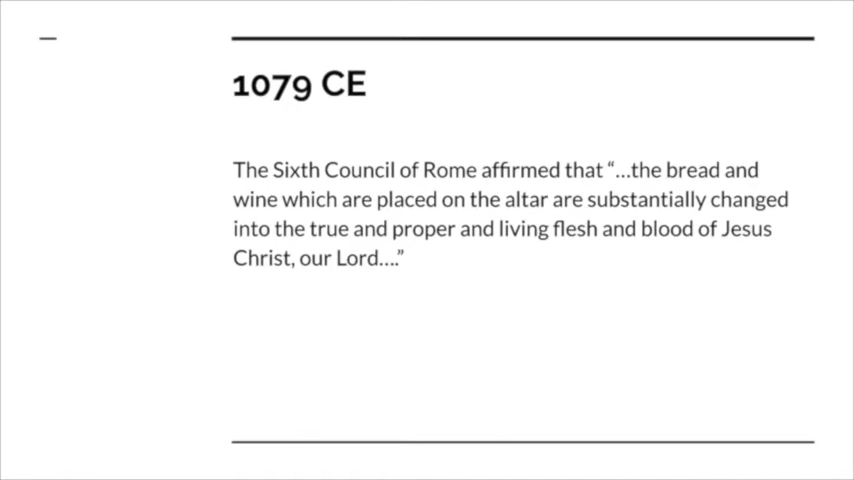 1079 CE
The Sixth Council of Rome affirmed that “…the bread and
wine which are placed on the altar are substantially changed
into the true and proper and living flesh and blood of Jesus
Christ, our Lord….”